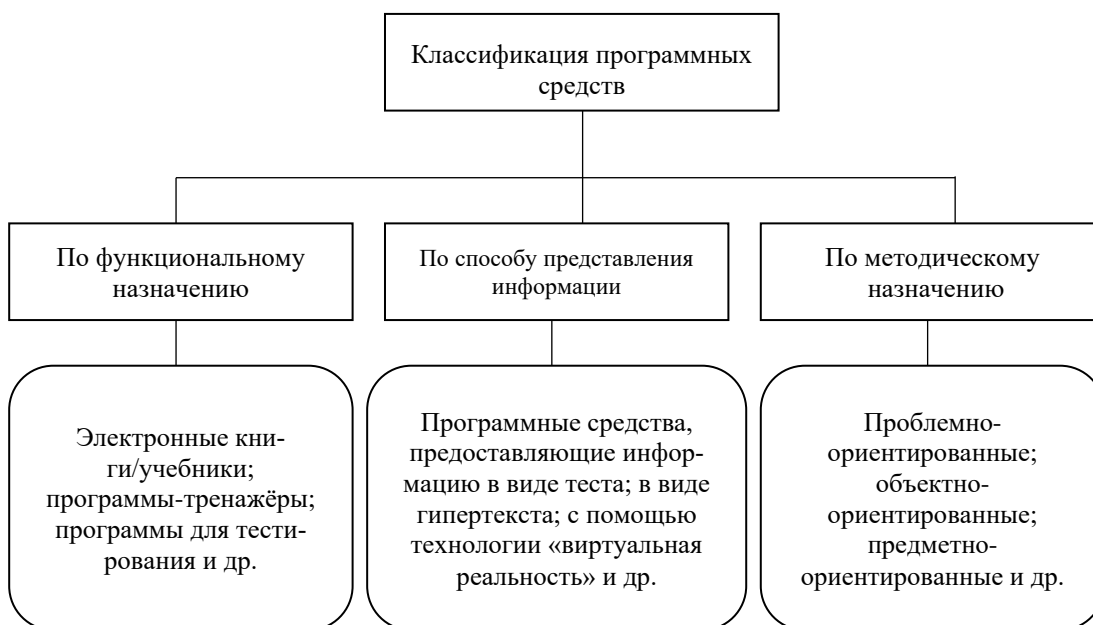 Классификация программных
средств
По функциональному
назначению
По способу представления
информации
По методическому
назначению
Электронные кни-
ги/учебники;
программы-тренажёры;
программы для тести-
рования и др.
Программные средства,
предоставляющие инфор-
мацию в виде теста; в виде
гипертекста; с помощью
технологии «виртуальная
реальность» и др.
Проблемно-
ориентированные;
объектно-
ориентированные;
предметно-
ориентированные и др.